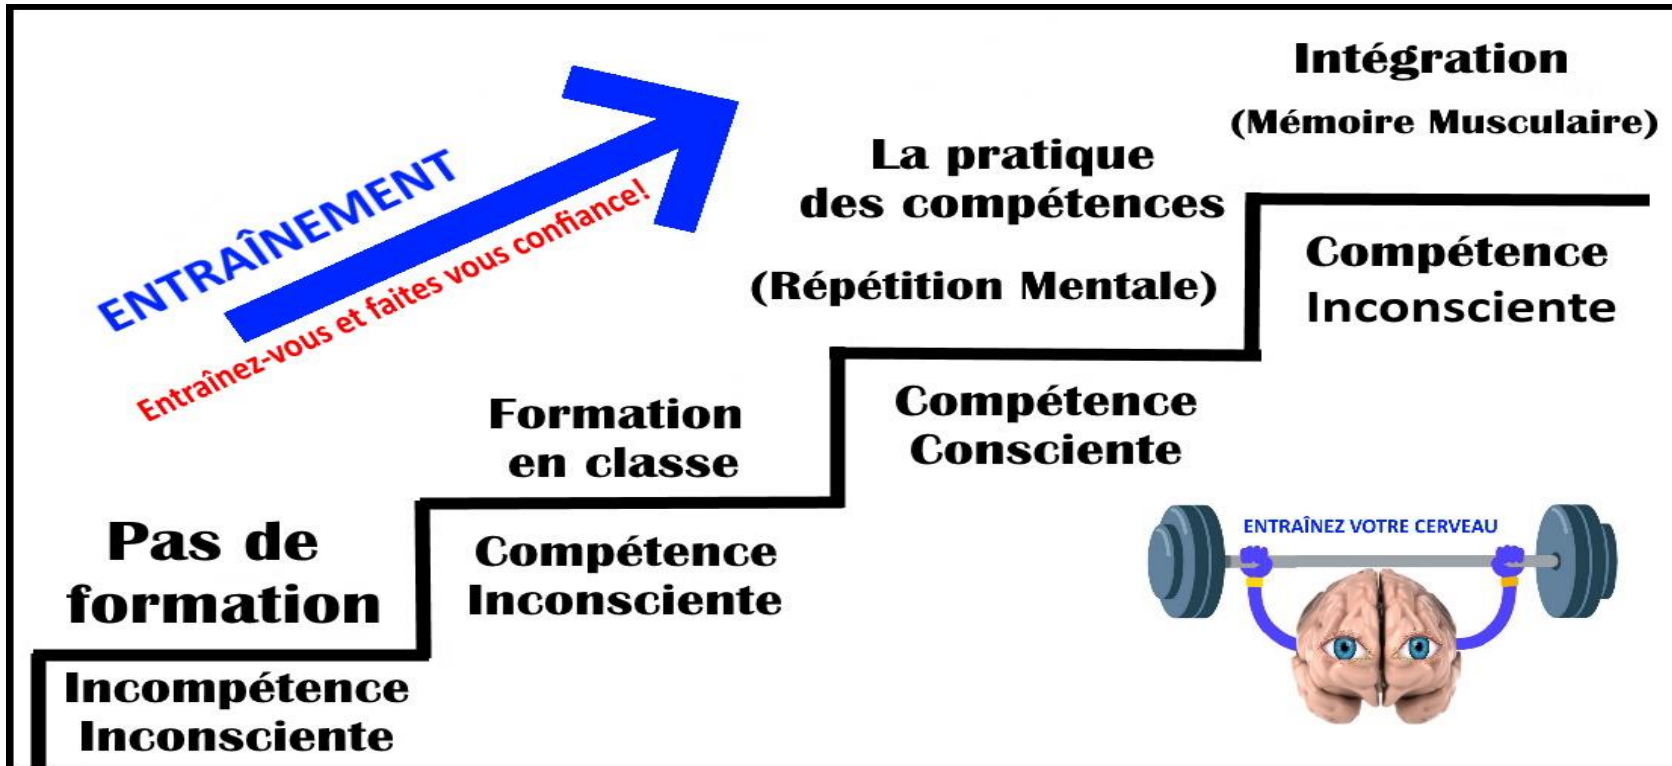 ENTRAÎNEMENT
Entraînez-vous et faites vous confiance!
Pas de
formation
Incompétence
Inconsciente
Formation
en classe
Compétence
Inconsciente
La pratique
des compétences
(Répétition Mentale)
Compétence
Consciente
Intégration
(Mémoire Musculaire)
Compétence
Inconsciente
ENTRAÎNEZ VOTRE CERVEAU